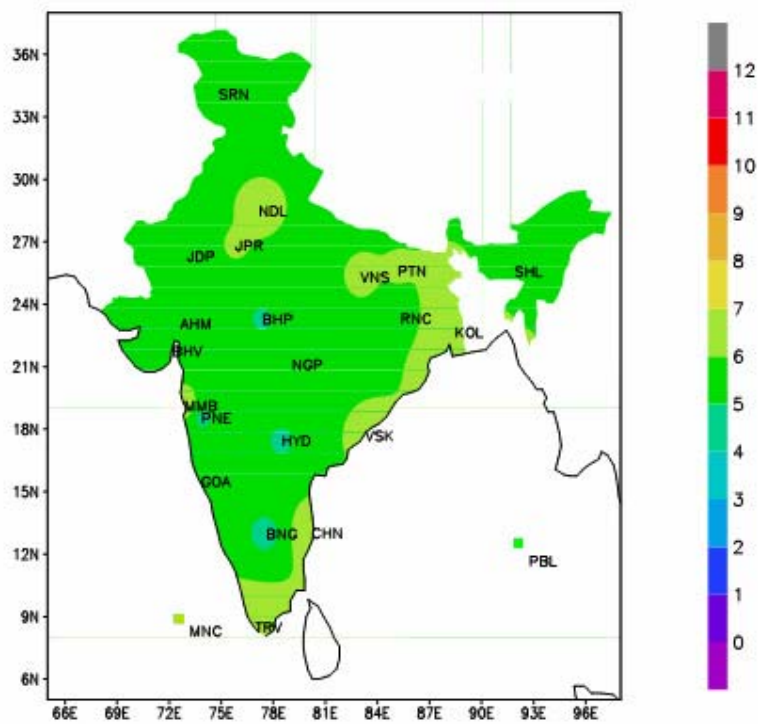 36N
12
SRN
33N
11
10
30N
NDL
9
27N
JPR
JDP
PTN
SHL
VNS
8
24N
AHM
BHP
RNC
KOL
7
BHV
NGP
21N
6
MMB
PNE
5
18N
HYD
VSK
4
GOA
15N
3
BNG
CHN
12N
PBL
2
1
9N
MNC
TRV
0
6N
66E 69E 72E 75E 78E 81E 84E 87E 90E 93E 96E